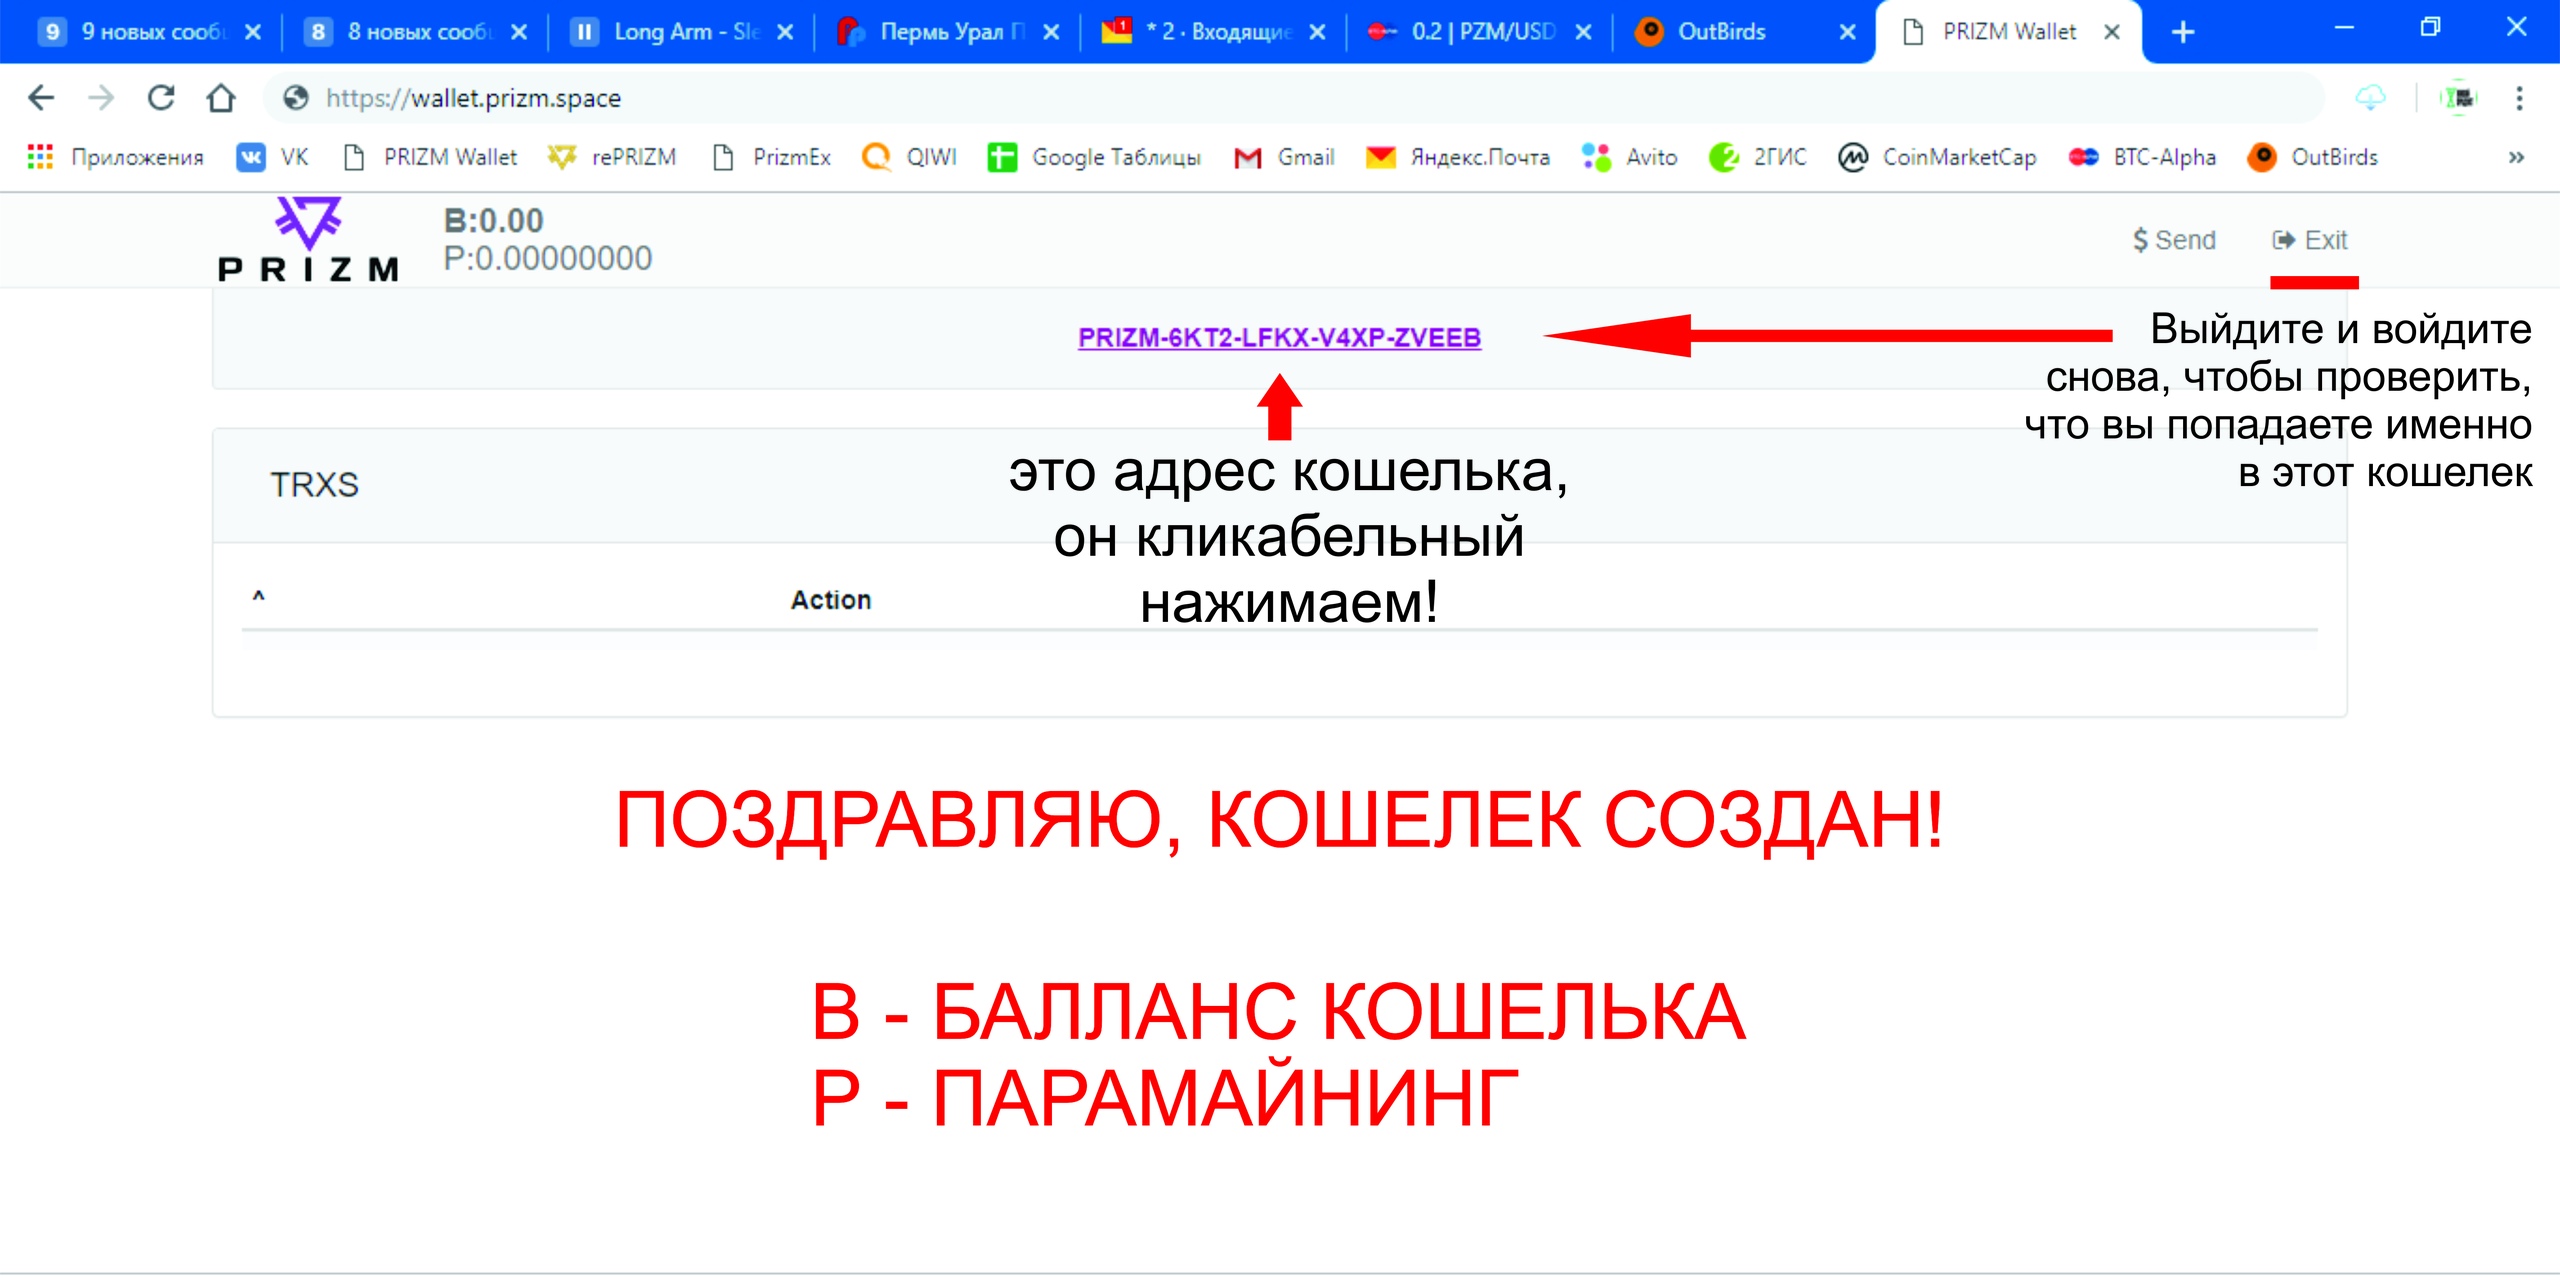 9 9 новых сооб
8 8 новых сооб
Long Arm - Sle
Пермь Урал П
1 * 2 · Входящие
0.2 | PZM/USD
OutBirds
PRIZM Wallet
https://wallet.prizm.space
Приложения
VK
PRIZM Wallet
rePRIZM
PrizmEx
QIWI
Google Таблицы
Gmail
Яндекс.Почта
Avito
2ГИС
CoinMarketCap
BTC-Alpha
OutBirds
»
PRIZM
B:0.00
P:0.00000000
$ Send
Exit
PRIZM-6KT2-LFKX-V4XP-ZVEEB
Выйдите и войдите
снова, чтобы проверить,
что вы попадаете именно
в этот кошелек
это адрес кошелька,
он кликабельный
нажимаем!
TRXS
^
Action
ПОЗДРАВЛЯЮ, КОШЕЛЕК СОЗДАН!
B - БАЛЛАНС КОШЕЛЬКА
P - ПАРАМАЙНИНГ